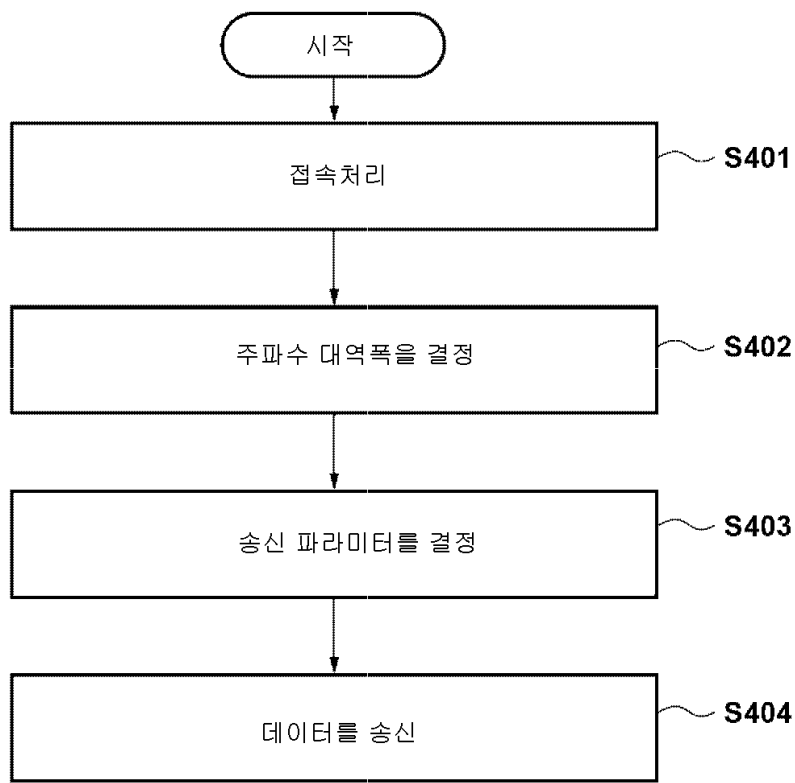 시작
접속처리
S401
주파수 대역폭을 결정
S402
송신 파라미터를 결정
S403
데이터를 송신
S404